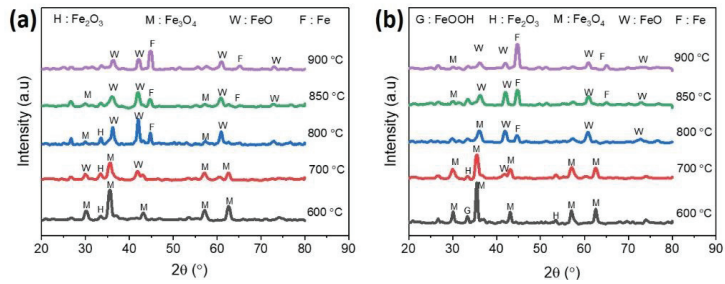 (a)
H : Fe₂O₃ M : Fe₃O₄ W : FeO F : Fe
Intensity (a.u)
900 °C
W W F W F W
850 °C
M W W F M W F W
800 °C
M H W W F M W
700 °C
W H M W M M M
600 °C
M H M M M M
20 30 40 50 60 70 80 90
2θ (°)
(b)
G : FeOOH H : Fe₂O₃ M : Fe₃O₄ W : FeO F : Fe
Intensity (a.u)
900 °C
M W W F W F W
850 °C
M W W F W F W
800 °C
M M W F W W
700 °C
M H M W M M M
600 °C
M G M M H M M
20 30 40 50 60 70 80 90
2θ (°)